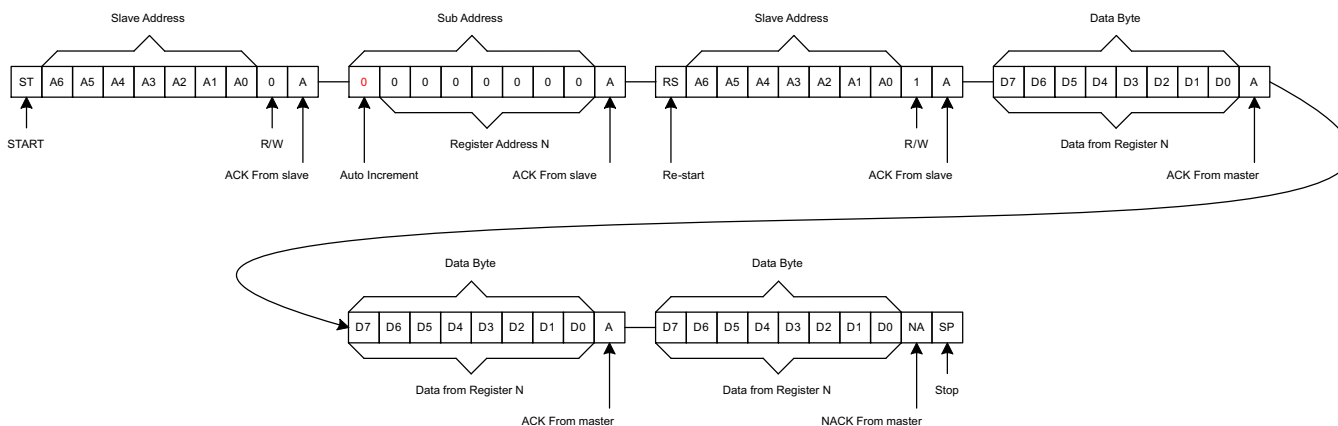 Slave Address Sub Address Slave Address Data Byte
ST A6 A5 A4 A3 A2 A1 A0 0 A 0 0 0 0 0 0 0 0 A RS A6 A5 A4 A3 A2 A1 A0 1 A D7 D6 D5 D4 D3 D2 D1 D0 A
START R/W Register Address N R/W Data from Register N
ACK From slave Auto Increment ACK From slave Re-start ACK From slave ACK From master
Data Byte Data Byte
D7 D6 D5 D4 D3 D2 D1 D0 A D7 D6 D5 D4 D3 D2 D1 D0 NA SP
Data from Register N Data from Register N Stop
ACK From master NACK From master